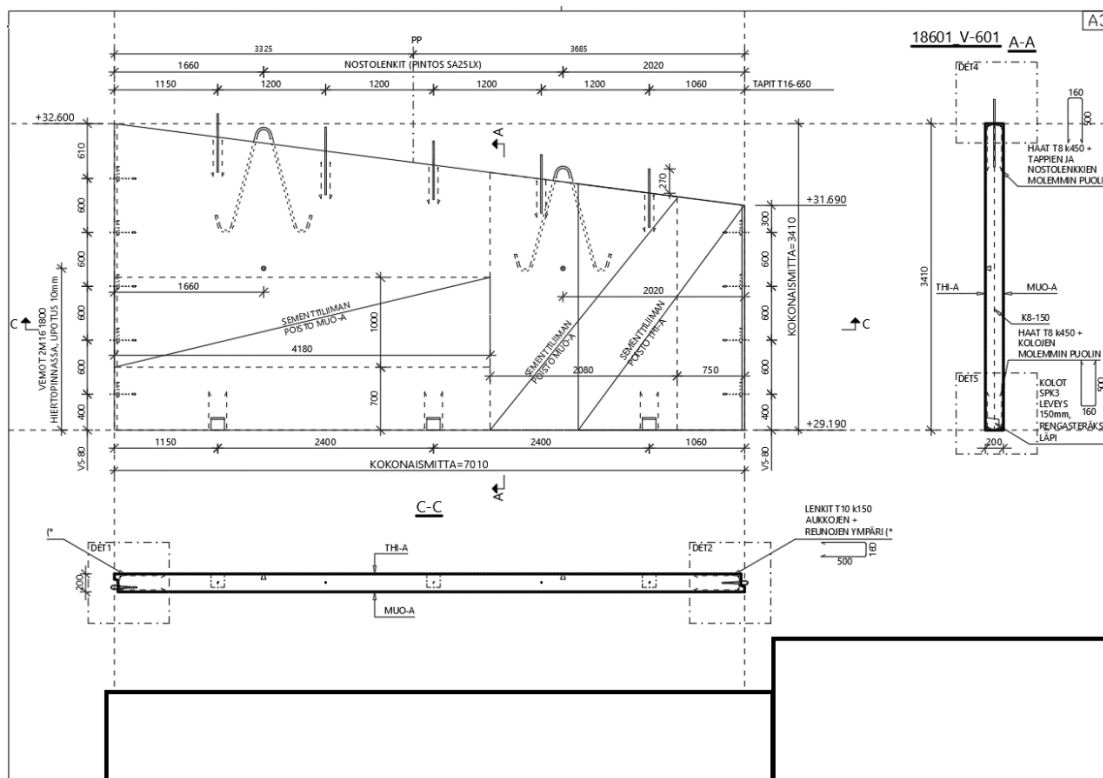 A3
18601_V-601 A-A
PP
3325
3685
1660
NOSTOLENKIT (PINTOS SA25LX)
2020
1150
1200
1200
1200
1200
1060
TAPIT T16-650
DET4
160
500
+32.600
A
610
HAAT T8 k450 +
TAPPIEN JA
NOSTOLENKKIEN
MOLEMMIN PUOLIN
270
+31.690
600
300
600
600
KOKONAISMITTA=3410
3410
1660
2020
THI-A
MUO-A
VEMOT 2M16 1800
HIERTOPINNASSA, UPOTUS 10mm
C
600
SEMENTTILIIMAN
POISTO MUO-A
1000
600
C
K8-150
HAAT T8 k450 +
KOLOJEN
MOLEMMIN PUOLIN
4180
SEMENTTILIIMAN
POISTO MUO-A
SEMENTTILIIMAN
POISTO THI-A
600
2080
750
600
DET5
KOLOT
SPK3
LEVEYS
150mm,
RENGASTERÄKS
LÄPI
500
160
400
700
400
+29.190
200
VS-80
1150
2400
2400
1060
VS-80
KOKONAISMITTA=7010
A
C-C
(*
DET1
THI-A
DET2
LENKIT T10 k150
AUKKOJEN +
REUNOJEN YMPÄRI (*
500
160
200
MUO-A